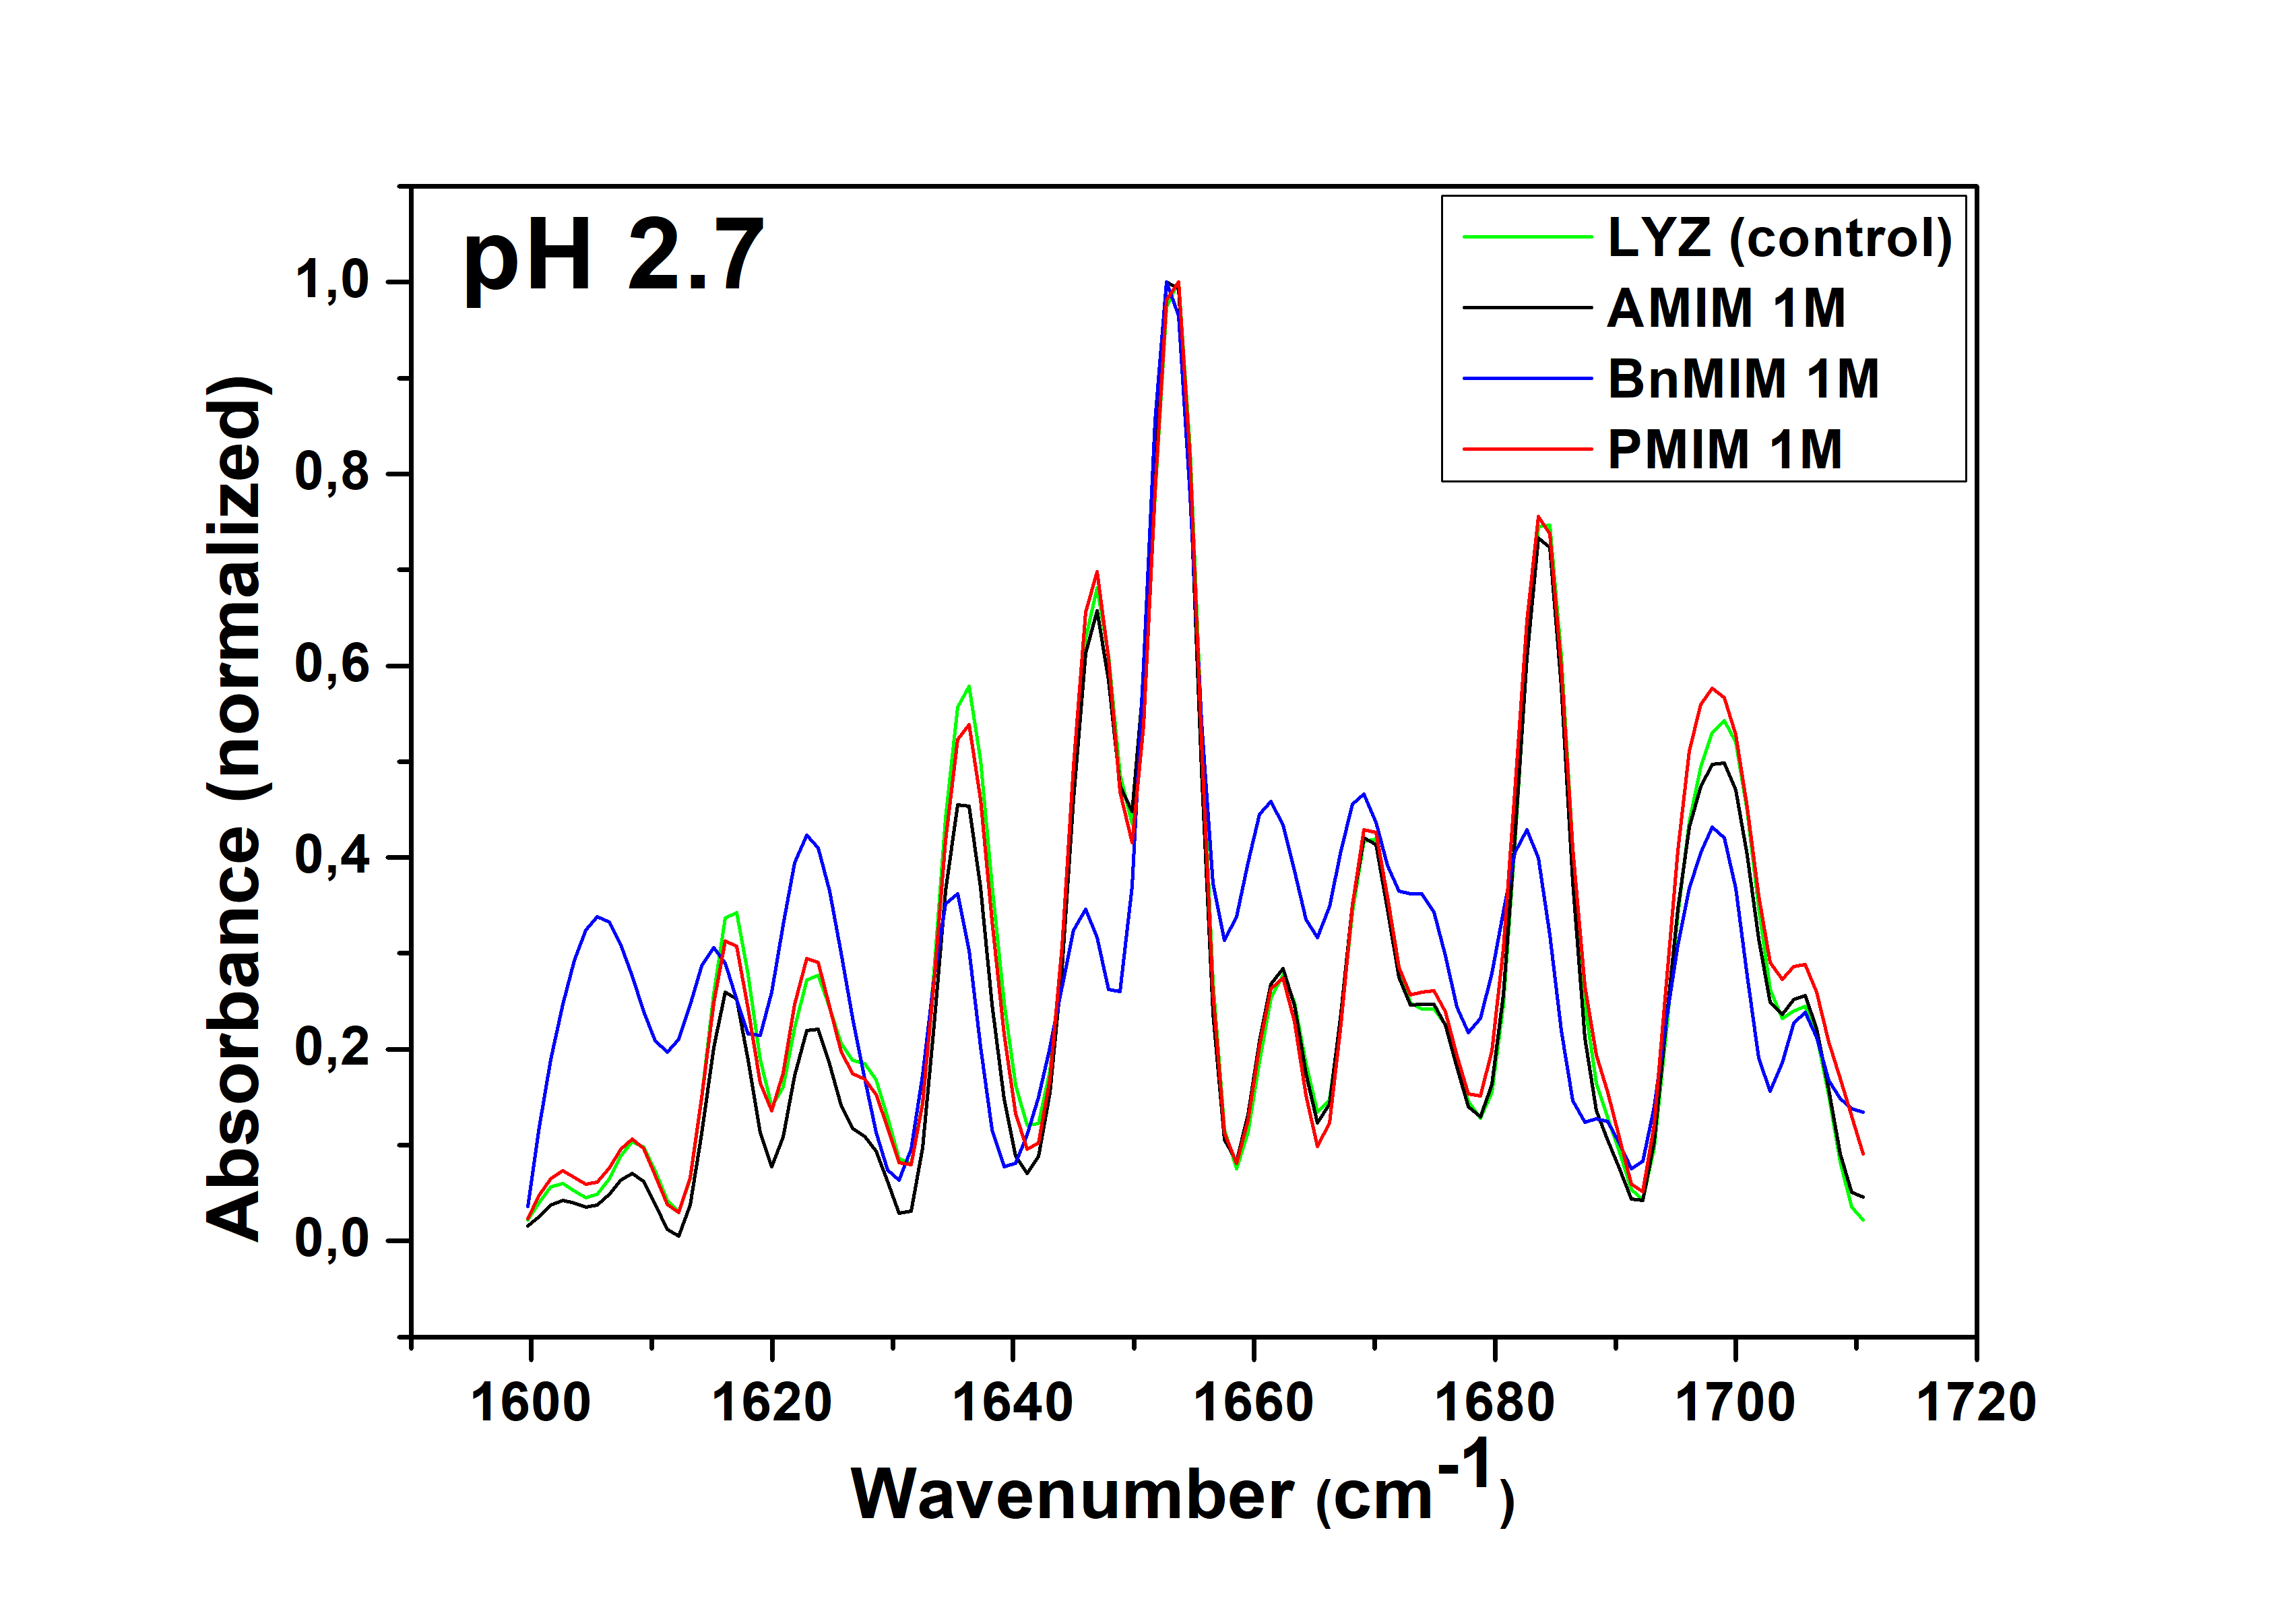 pH 2.7
LYZ (control)
AMIM 1M
BnMIM 1M
PMIM 1M
Absorbance (normalized)
1,0
0,8
0,6
0,4
0,2
0,0
1600 1620 1640 1660 1680 1700 1720
Wavenumber (cm⁻¹)